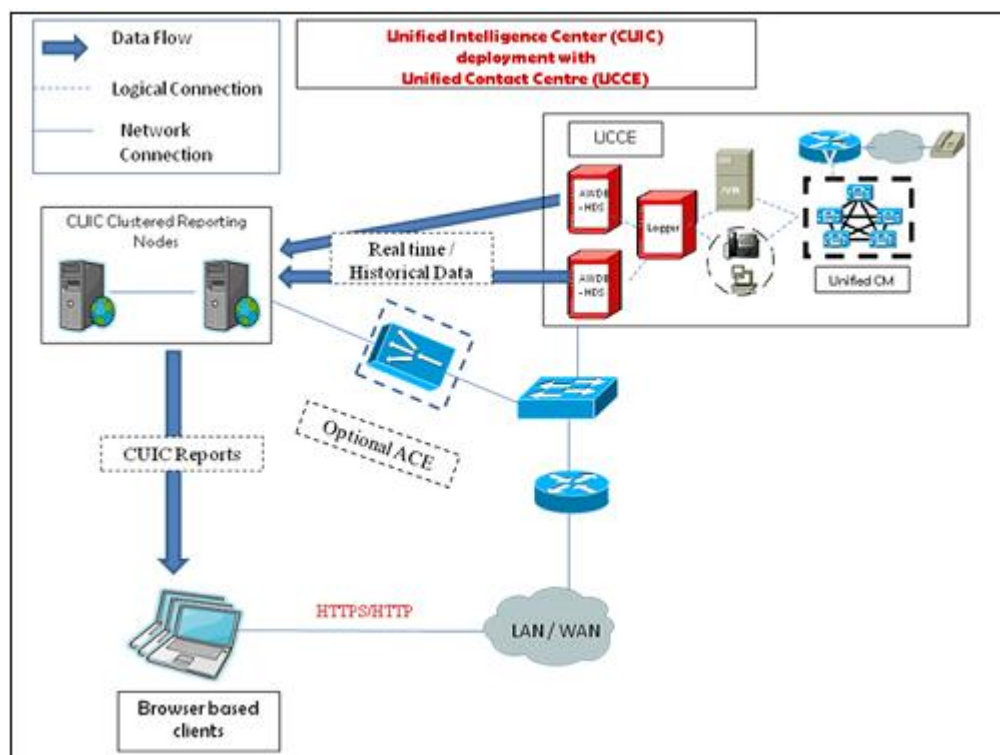 Data Flow
Logical Connection
Network
Connection
Unified Intelligence Center (CUIC)
deployment with
Unified Contact Centre (UCCE)
UCCE
AWDB
-HDS
Logger
IVR
AWDB
-HDS
Unified CM
CUIC Clustered Reporting
Nodes
Real time /
Historical Data
Optional ACE
CUIC Reports
HTTPS/HTTP
LAN / WAN
Browser based
clients